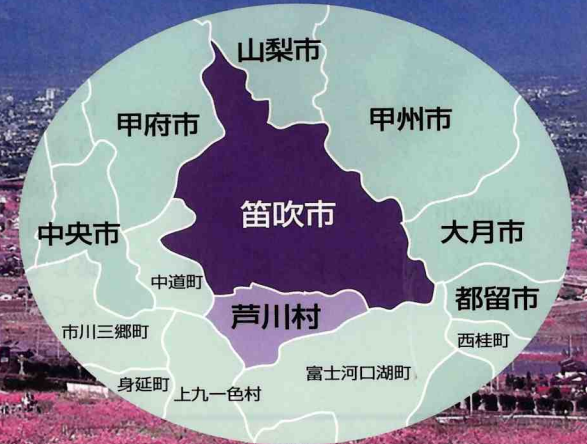 山梨市
甲府市
甲州市
笛吹市
中央市
大月市
中道町
都留市
芦川村
市川三郷町
西桂町
富士河口湖町
身延町
上九一色村